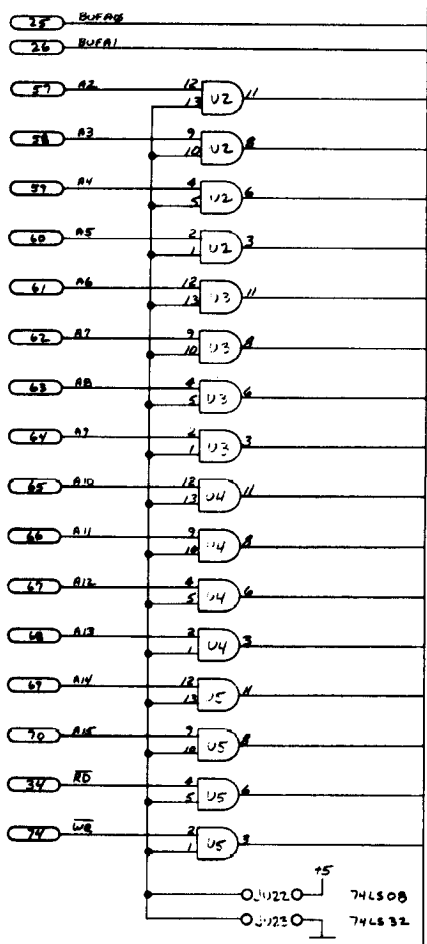 25 BUFA0
26 BUFA1
57 A2 12 13 U2 11
58 A3 9 10 U2 8
59 A4 4 5 U2 6
60 A5 2 1 U2 3
61 A6 12 13 U3 11
62 A7 9 10 U3 8
63 A8 4 5 U3 6
64 A9 2 1 U3 3
65 A10 12 13 U4 11
66 A11 9 10 U4 8
67 A12 4 5 U4 6
68 A13 2 1 U4 3
69 A14 12 13 U5 11
70 A15 9 10 U5 8
34 RD 4 5 U5 6
74 WR 2 1 U5 3
+5
JU22 74LS08
JU23 74LS32